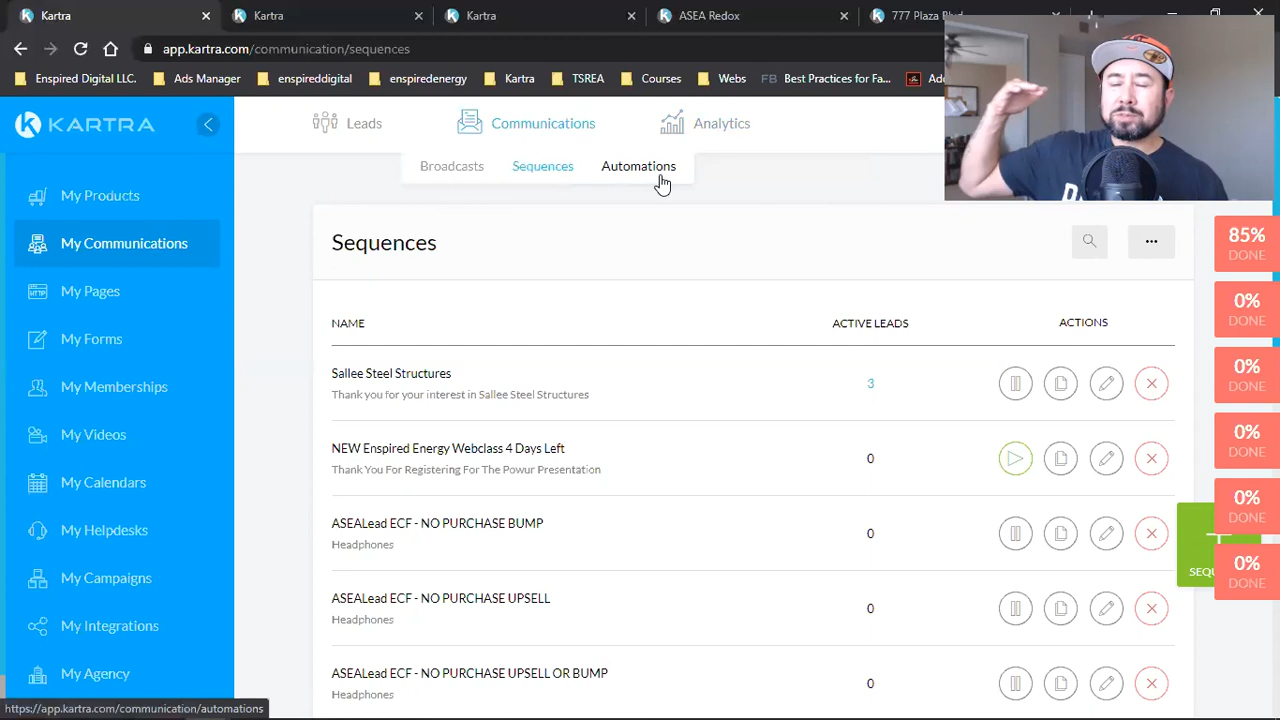 Kartra
Kartra
Kartra
ASEA Redox
777 Plaza
app.kartra.com/communication/sequences
Enspired Digital LLC.
Ads Manager
enspireddigital
enspiredenergy
Kartra
TSREA
Courses
Webs
FB Best Practices for Fa...
KARTRA
Leads
Communications
Analytics
Broadcasts
Sequences
Automations
My Products
My Communications
My Pages
My Forms
My Memberships
My Videos
My Calendars
My Helpdesks
My Campaigns
My Integrations
My Agency
Sequences
NAME
ACTIVE LEADS
ACTIONS
Sallee Steel Structures
Thank you for your interest in Sallee Steel Structures
3
NEW Enspired Energy Webclass 4 Days Left
Thank You For Registering For The Powur Presentation
0
ASEALead ECF - NO PURCHASE BUMP
Headphones
0
ASEALead ECF - NO PURCHASE UPSELL
Headphones
0
ASEALead ECF - NO PURCHASE UPSELL OR BUMP
Headphones
0
85%
DONE
0%
DONE
0%
DONE
0%
DONE
0%
DONE
0%
DONE
HTTP
https://app.kartra.com/communication/automations